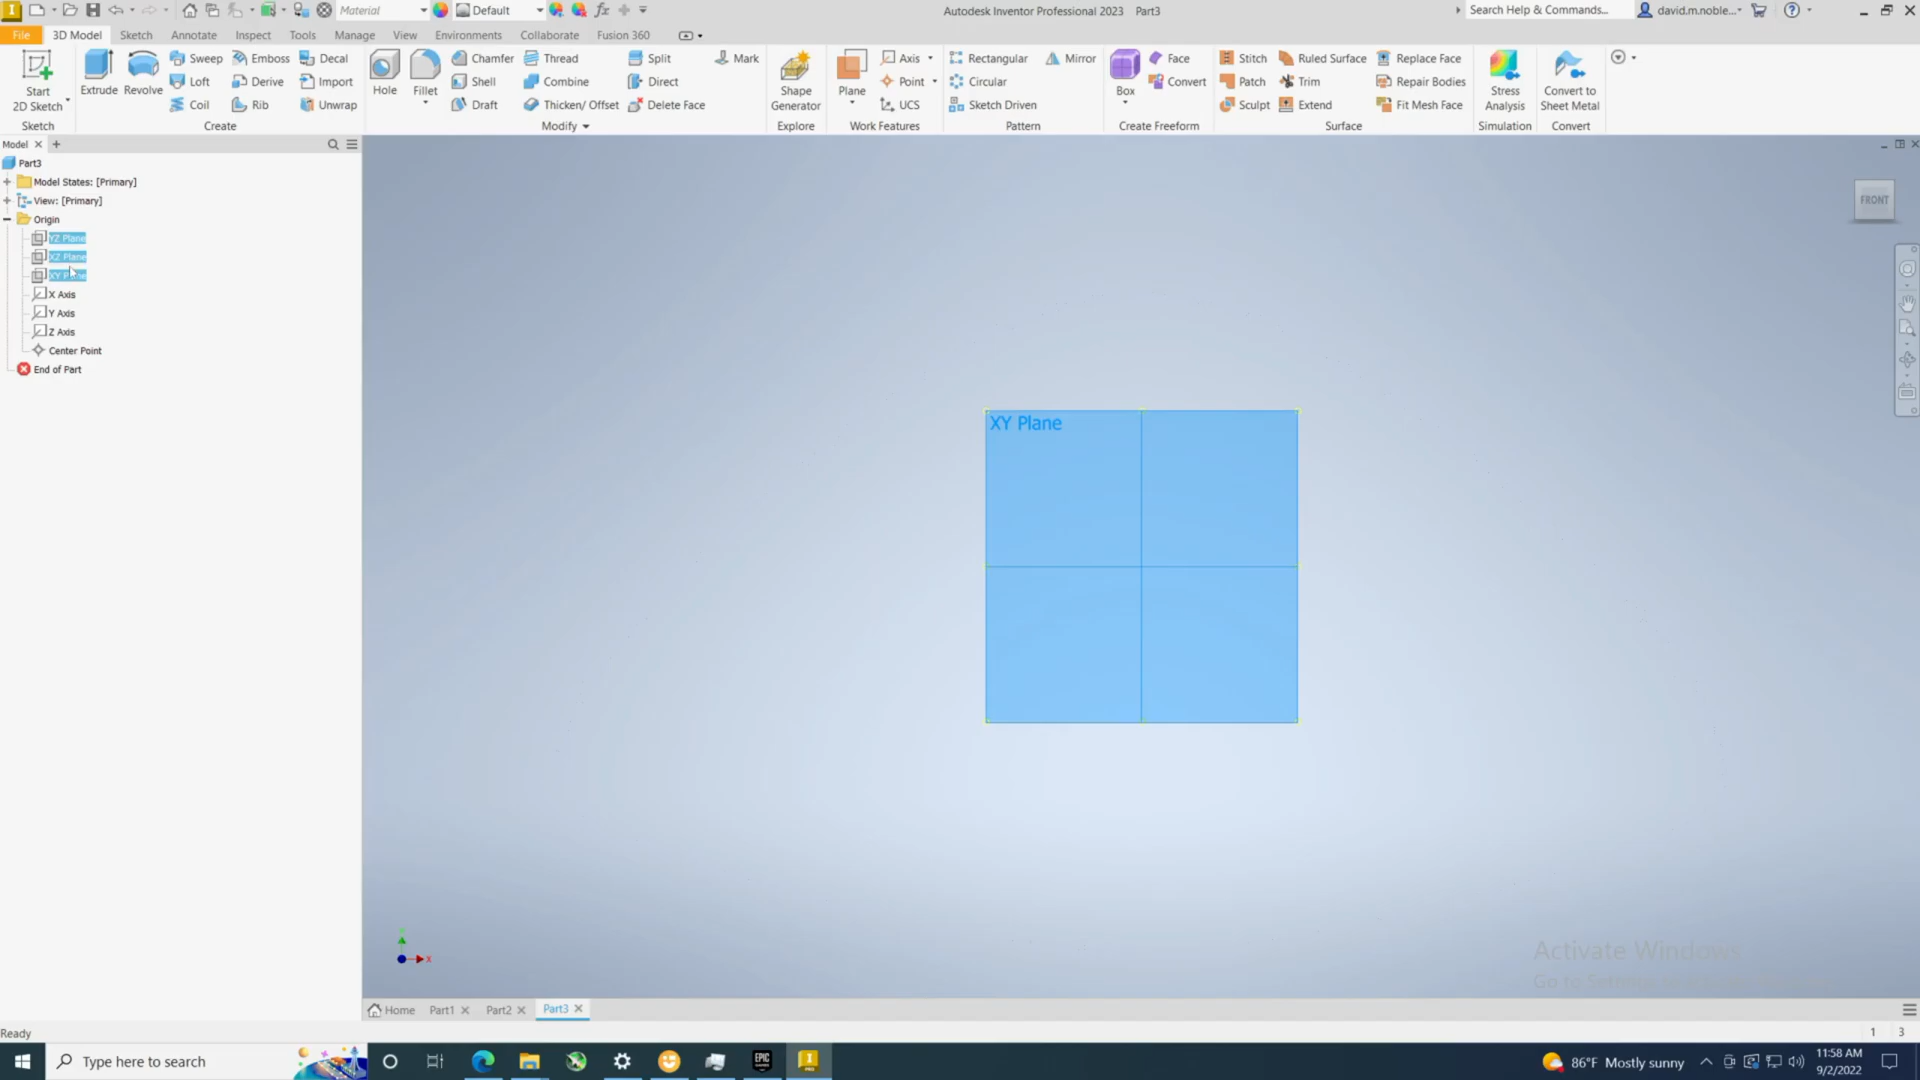 Material
Default
Autodesk Inventor Professional 2023 Part3
Search Help & Commands...
david.m.noble...
File 3D Model Sketch Annotate Inspect Tools Manage View Environments Collaborate Fusion 360
Start
2D Sketch
Sketch
Extrude
Revolve
Sweep
Loft
Coil
Emboss
Derive
Rib
Decal
Import
Unwrap
Create
Hole
Fillet
Chamfer
Shell
Draft
Thread
Combine
Thicken/ Offset
Split
Direct
Delete Face
Mark
Modify
Shape
Generator
Explore
Plane
Axis
Point
UCS
Work Features
Rectangular
Circular
Sketch Driven
Mirror
Pattern
Box
Face
Convert
Create Freeform
Stitch
Patch
Sculpt
Ruled Surface
Trim
Extend
Replace Face
Repair Bodies
Fit Mesh Face
Surface
Stress
Analysis
Simulation
Convert to
Sheet Metal
Convert
Model
Part3
Model States: [Primary]
View: [Primary]
Origin
YZ Plane
XZ Plane
X Axis
Y Axis
Z Axis
Center Point
End of Part
XY Plane
FRONT
x
Activate Windows
Home Part1 Part2 Part3
Ready
1 3
Type here to search
EPIC
86°F Mostly sunny
11:58 AM
9/2/2022